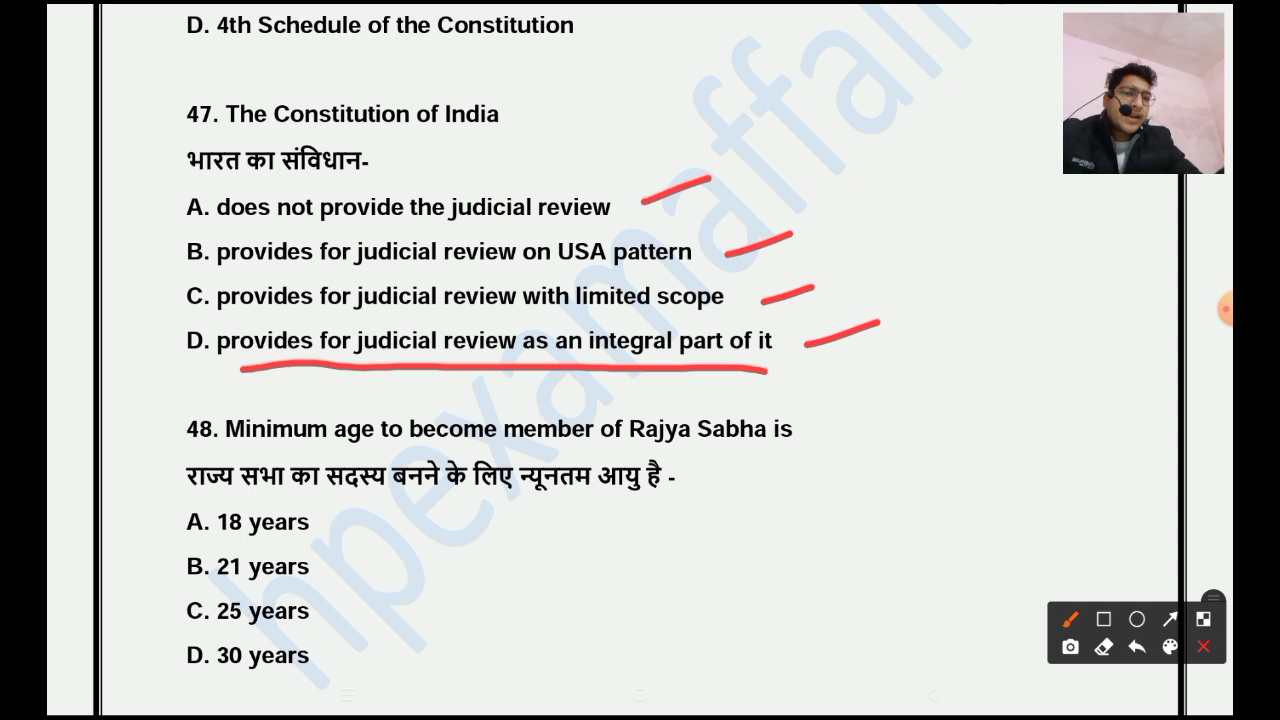 D. 4th Schedule of the Constitution
47. The Constitution of India
भारत का संविधान-
A. does not provide the judicial review
B. provides for judicial review on USA pattern
C. provides for judicial review with limited scope
D. provides for judicial review as an integral part of it
48. Minimum age to become member of Rajya Sabha is
राज्य सभा का सदस्य बनने के लिए न्यूनतम आयु है -
A. 18 years
B. 21 years
C. 25 years
D. 30 years
hpexamaffairs